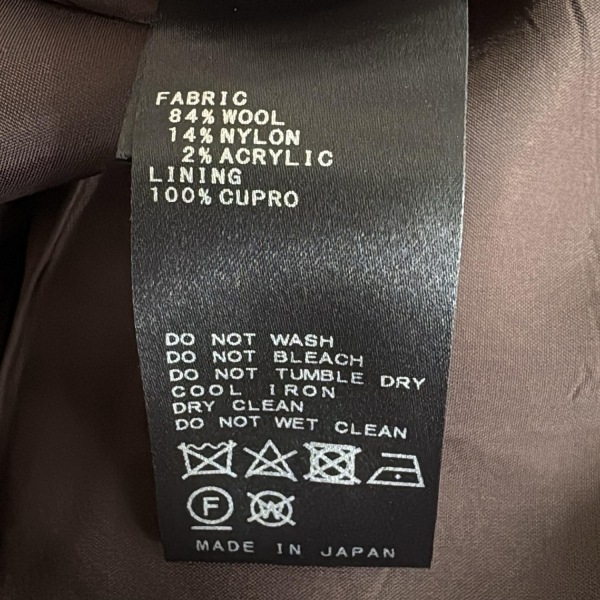 FABRIC
84% WOOL
14% NYLON
2% ACRYLIC
LINING
100% CUPRO
DO NOT WASH
DO NOT BLEACH
DO NOT TUMBLE DRY
COOL IRON
DRY CLEAN
DO NOT WET CLEAN
F W
MADE IN JAPAN